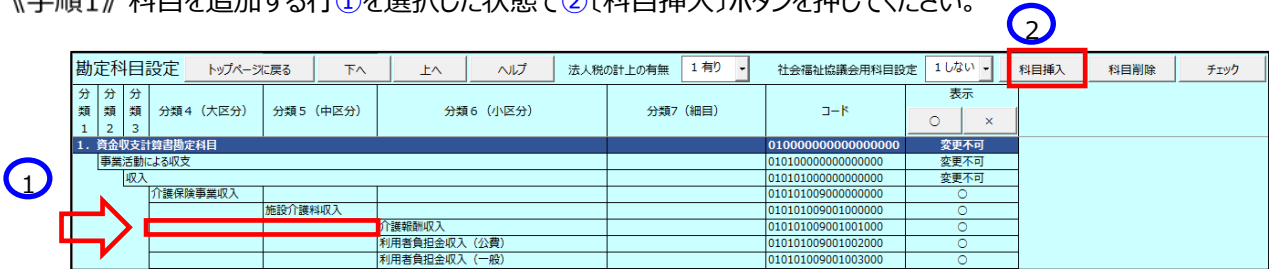 《手順1》科目を追加する行①を選択した状態で②〔科目挿入〕ボタンを押してください。
2
勘定科目設定 トップページに戻る 下へ 上へ ヘルプ 法人税の計上の有無 1 有り 社会福祉協議会用科目設定 1 しない 科目挿入 科目削除 チェック
分類1 分類2 分類3 分類4（大区分） 分類5（中区分） 分類6（小区分） 分類7（細目） コード 表示
○ ×
1．資金収支計算書勘定科目 010000000000000000 変更不可
事業活動による収支 010100000000000000 変更不可
収入 010101000000000000 変更不可
1
介護保険事業収入 010101009000000000 ○
施設介護料収入 010101009001000000 ○
介護報酬収入 010101009001001000 ○
利用者負担金収入（公費） 010101009001002000 ○
利用者負担金収入（一般） 010101009001003000 ○